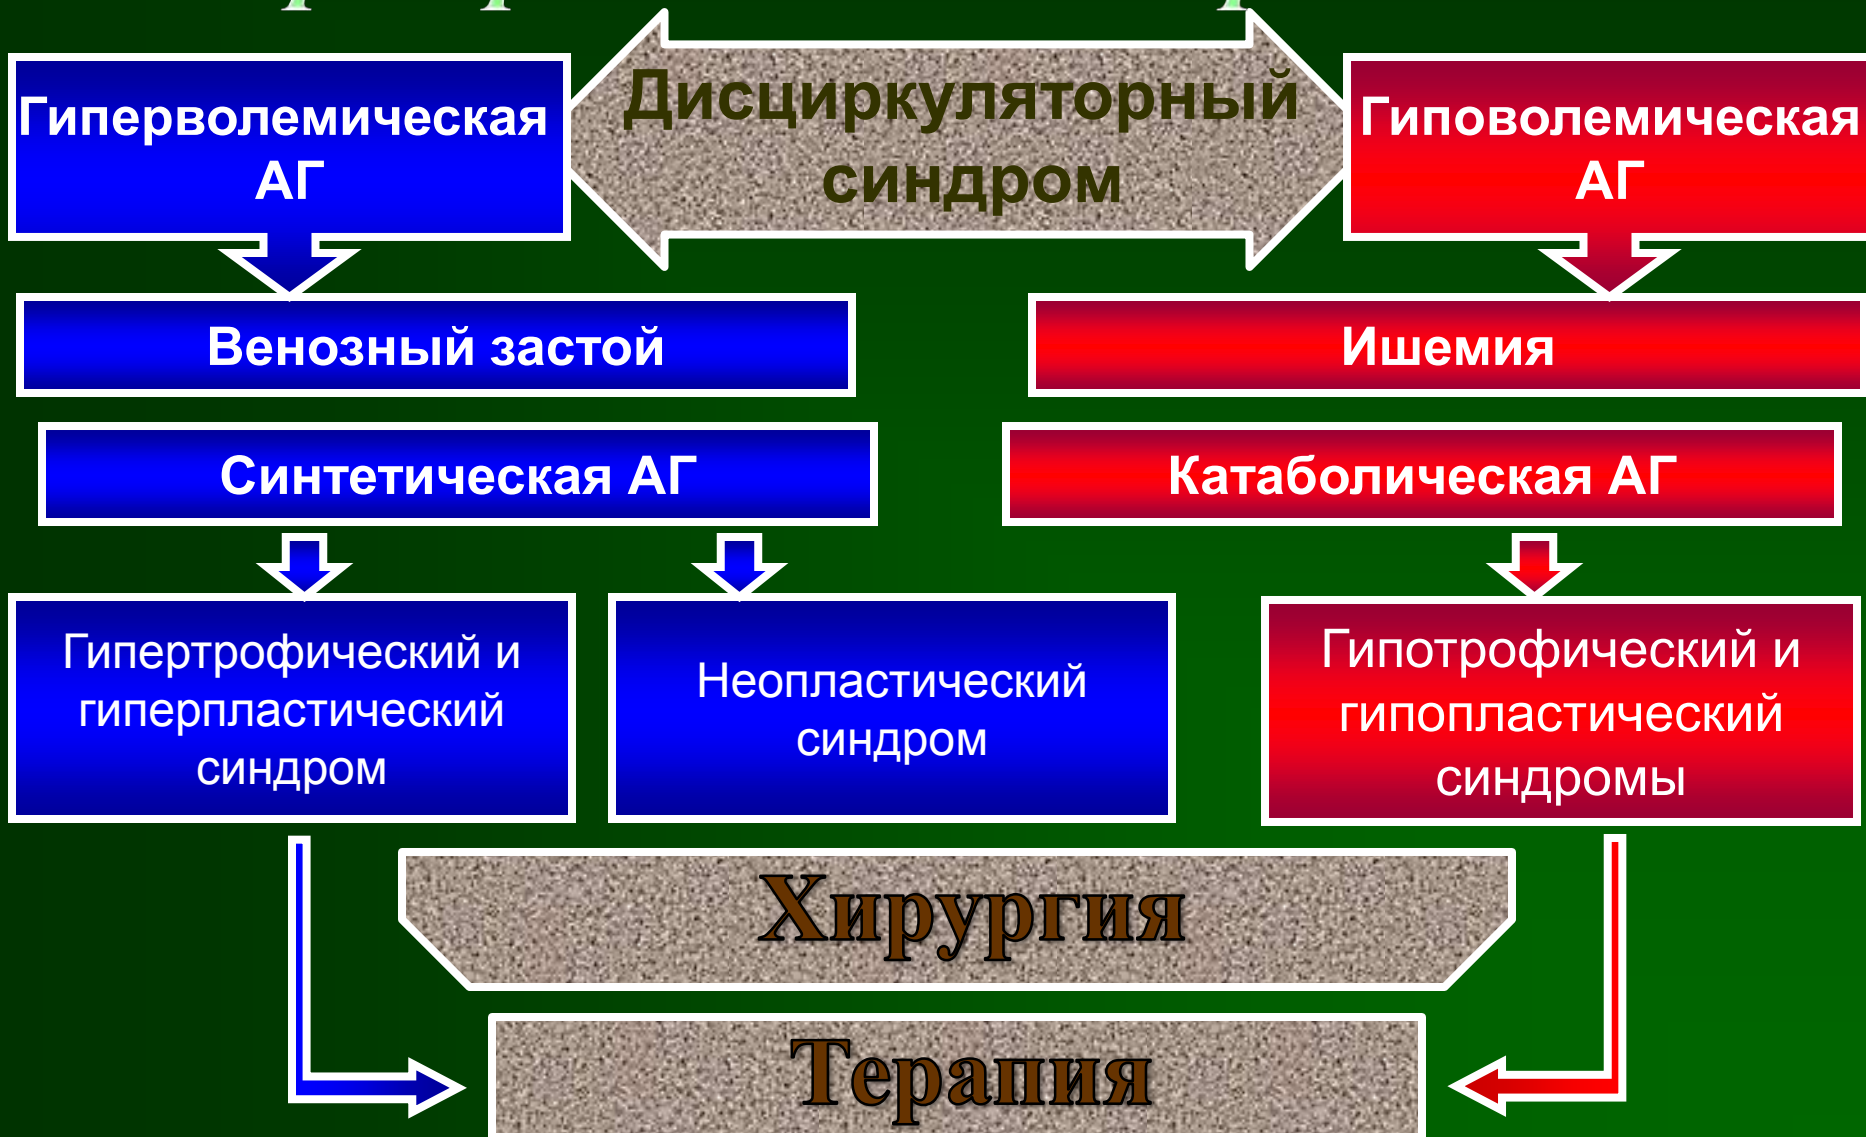 Дисциркуляторный
синдром
Гиперволемическая
АГ
Гиповолемическая
АГ
Венозный застой
Ишемия
Синтетическая АГ
Катаболическая АГ
Гипертрофический и
гиперпластический
синдром
Неопластический
синдром
Гипотрофический и
гипопластический
синдромы
Хирургия
Терапия